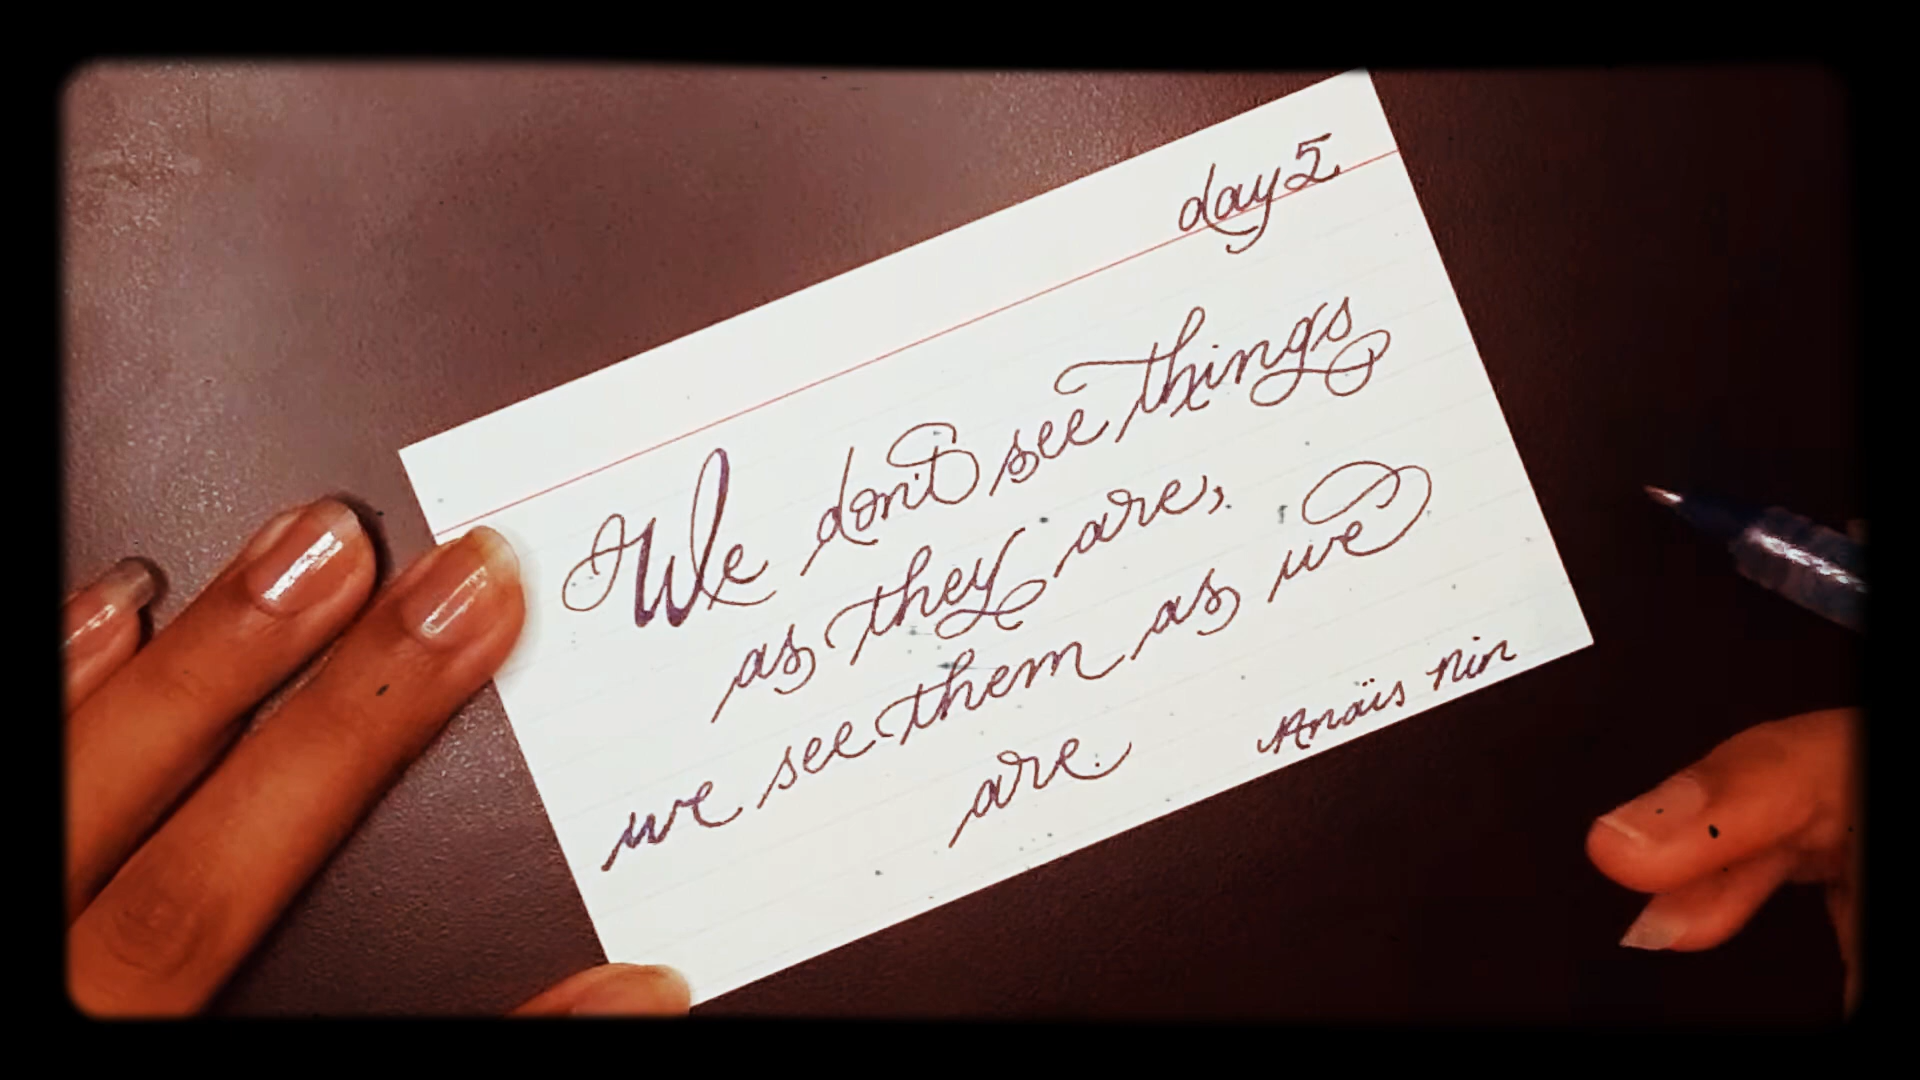 day 5
We don't see things
as they are,
we see them as we
are.
Anaïs Nin